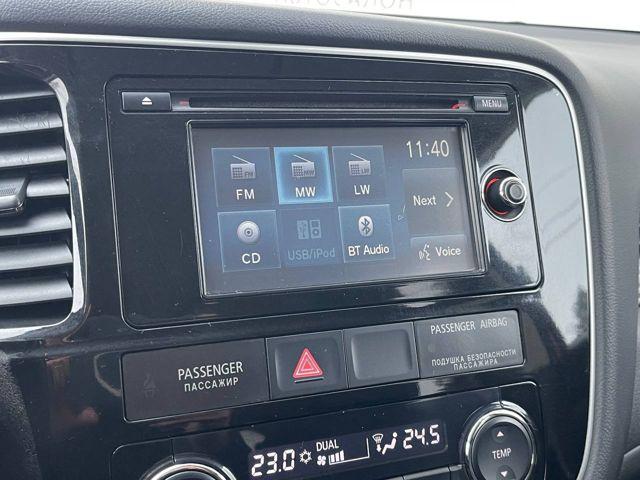 MENU
11:40
FM MW LW
Next
CD USB/iPod BT Audio
Voice
PASSENGER
ПАССАЖИР
PASSENGER AIRBAG
ПОДУШКА БЕЗОПАСНОСТИ
ПАССАЖИРА
DUAL
23.0 24.5
TEMP